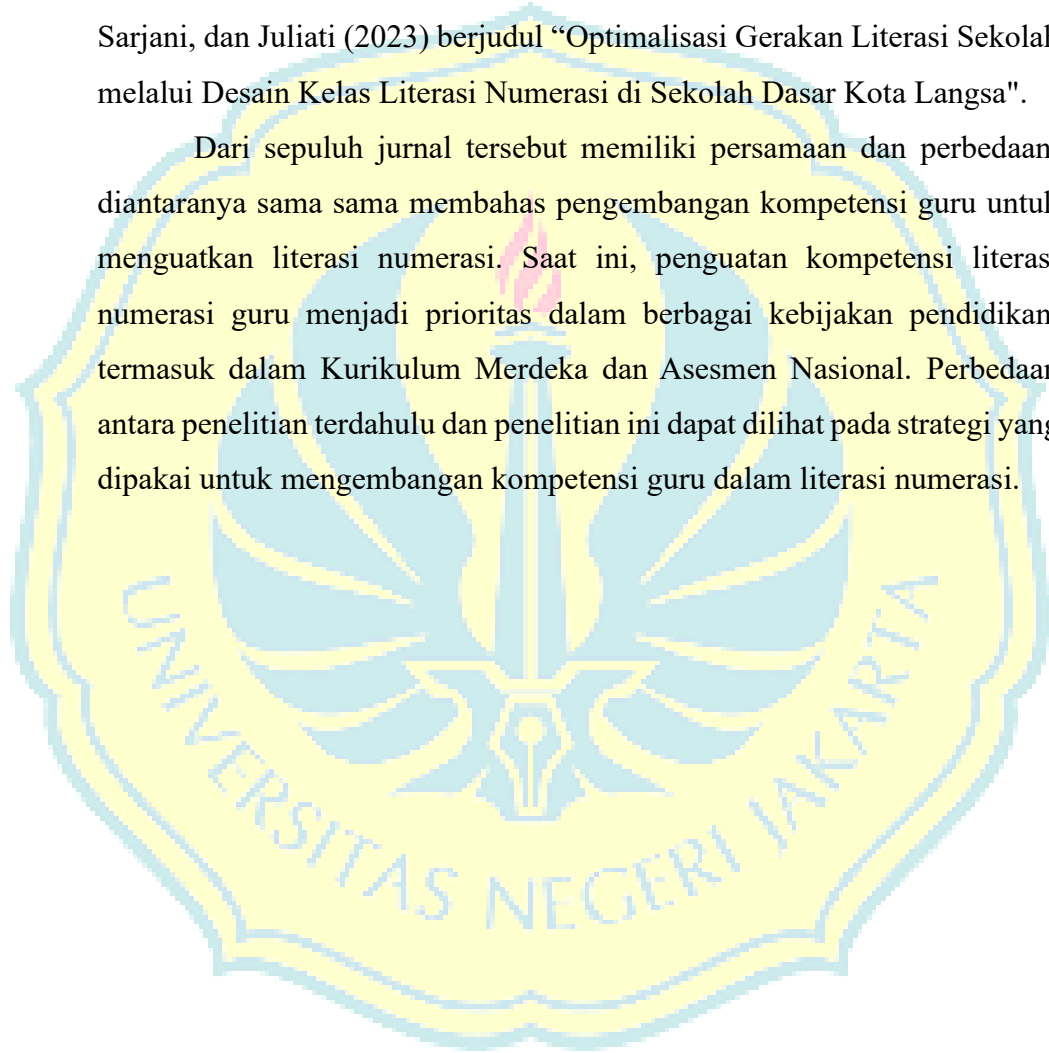 Sarjani, dan Juliati (2023) berjudul “Optimalisasi Gerakan Literasi Sekolah
melalui Desain Kelas Literasi Numerasi di Sekolah Dasar Kota Langsa".
Dari sepuluh jurnal tersebut memiliki persamaan dan perbedaan
diantaranya sama sama membahas pengembangan kompetensi guru untuk
menguatkan literasi numerasi. Saat ini, penguatan kompetensi literas
numerasi guru menjadi prioritas dalam berbagai kebijakan pendidikan
termasuk dalam Kurikulum Merdeka dan Asesmen Nasional. Perbedaan
antara penelitian terdahulu dan penelitian ini dapat dilihat pada strategi yang
dipakai untuk mengembangan kompetensi guru dalam literasi numerasi.
UNIVERSITAS NEGERI JAKARTA